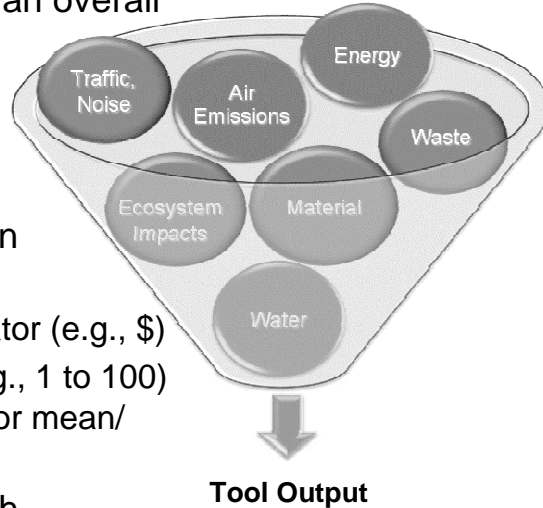 an overall
Energy
Traffic,
Noise
Air
Emissions
Waste
Ecosystem
Impacts
Material
Water
tor (e.g., $)
g., 1 to 100)
or mean/
Tool Output